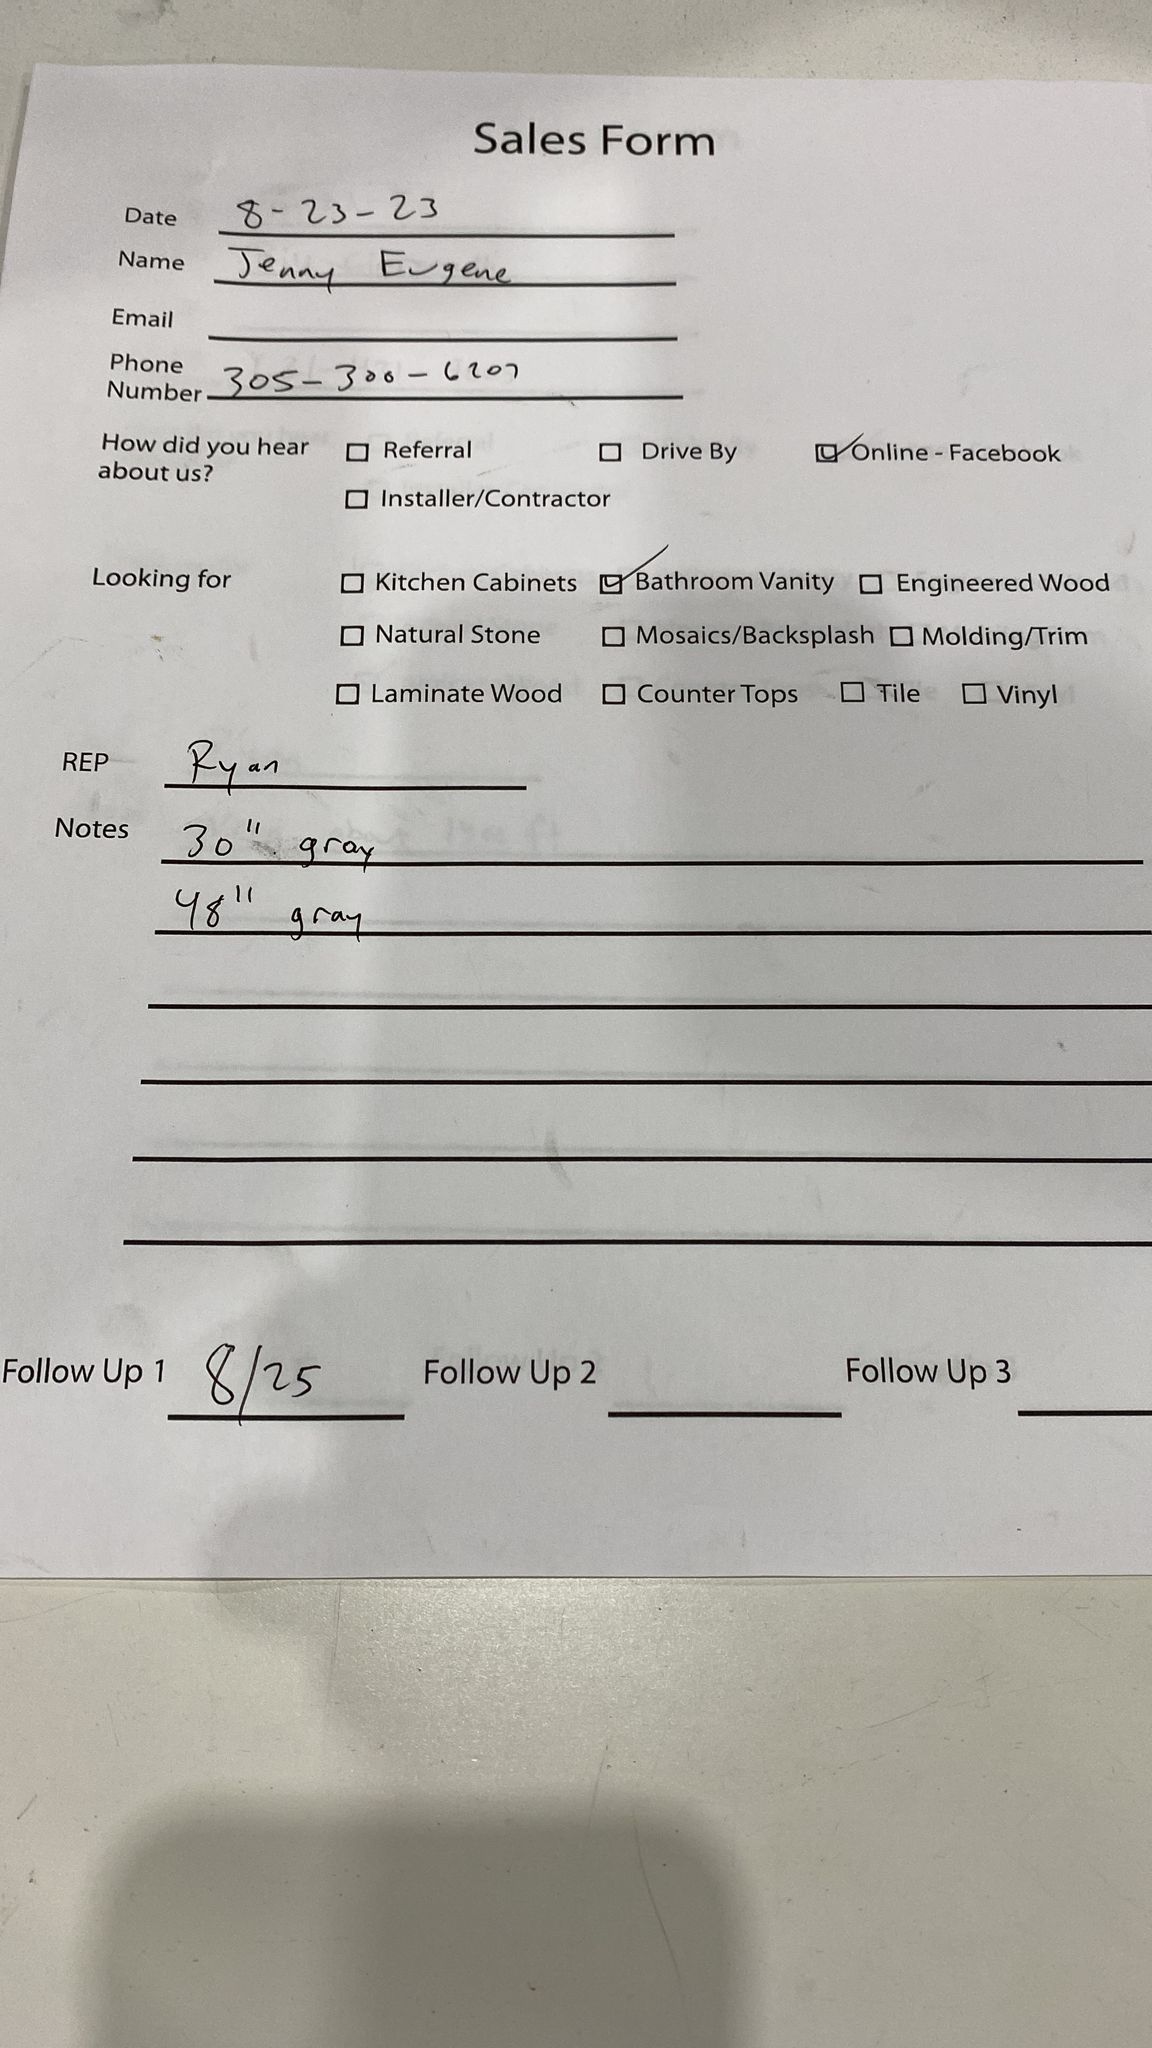 Sales Form
Date 8-23-23
Name Jenny Eugene
Email
Phone
Number 305-300-6207
How did you hear ☐ Referral ☐ Drive By ☑ Online - Facebook
about us?
☐ Installer/Contractor
Looking for ☐ Kitchen Cabinets ☑ Bathroom Vanity ☐ Engineered Wood
☐ Natural Stone ☐ Mosaics/Backsplash ☐ Molding/Trim
☐ Laminate Wood ☐ Counter Tops ☐ Tile ☐ Vinyl
REP Ryan
Notes 30" gray
48" gray
Follow Up 1 8/25 Follow Up 2 Follow Up 3